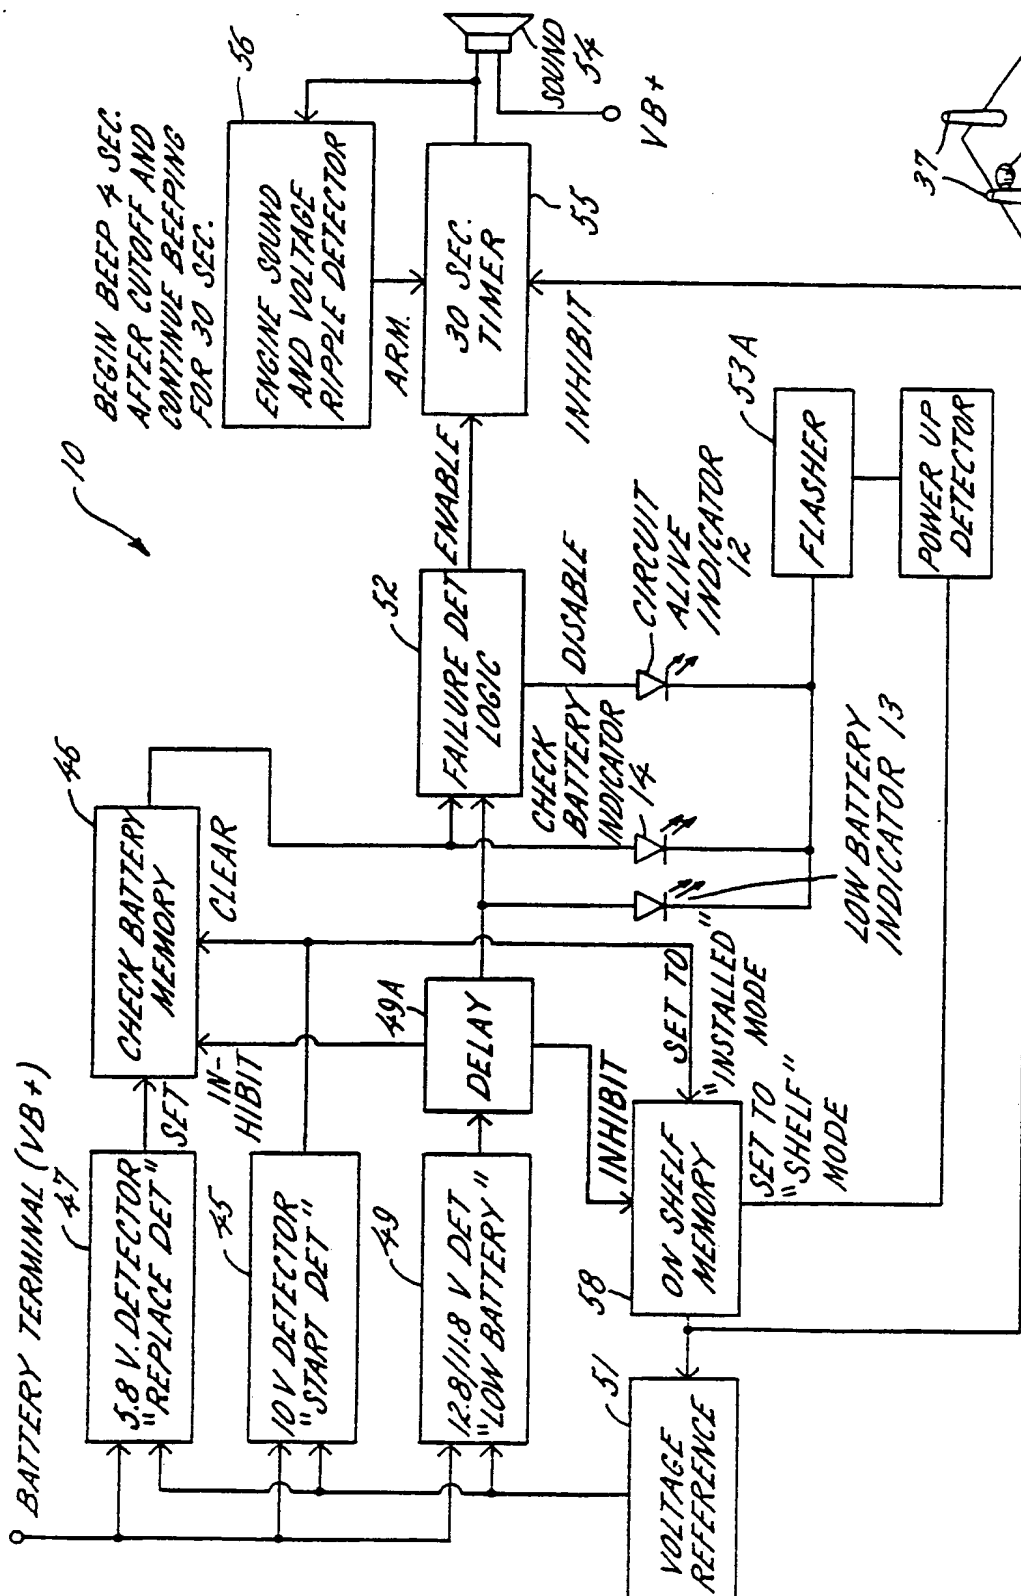 BATTERY TERMINAL (VB+)
47
5.8 V. DETECTOR
"REPLACE DET"
SET
46
CHECK BATTERY
MEMORY
CLEAR
IN-
HIBIT
45
10 V DETECTOR
"START DET"
49
12.8/11.8 V DET
"LOW BATTERY"
49A
DELAY
INHIBIT
SET TO
"INSTALLED"
MODE
58
ON SHELF
MEMORY
SET TO
"SHELF"
MODE
51
VOLTAGE
REFERENCE
10
52
FAILURE DET
LOGIC
ENABLE
DISABLE
CHECK
BATTERY
INDICATOR
14
CIRCUIT
ALIVE
INDICATOR
12
LOW BATTERY
INDICATOR 13
53A
FLASHER
POWER UP
DETECTOR
BEGIN BEEP 4 SEC.
AFTER CUTOFF AND
CONTINUE BEEPING
FOR 30 SEC.
56
ENGINE SOUND
AND VOLTAGE
RIPPLE DETECTOR
ARM.
30 SEC.
TIMER
55
INHIBIT
SOUND
54
VB+
37